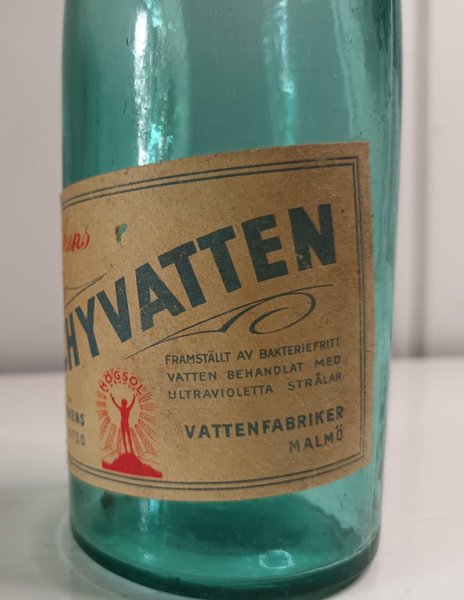 HYVATTEN
FRAMSTÄLLT AV BAKTERIEFRITT
VATTEN BEHANDLAT MED
ULTRAVIOLETTA STRÅLAR
HÖGSOL
VATTENFABRIKER
MALMÖ